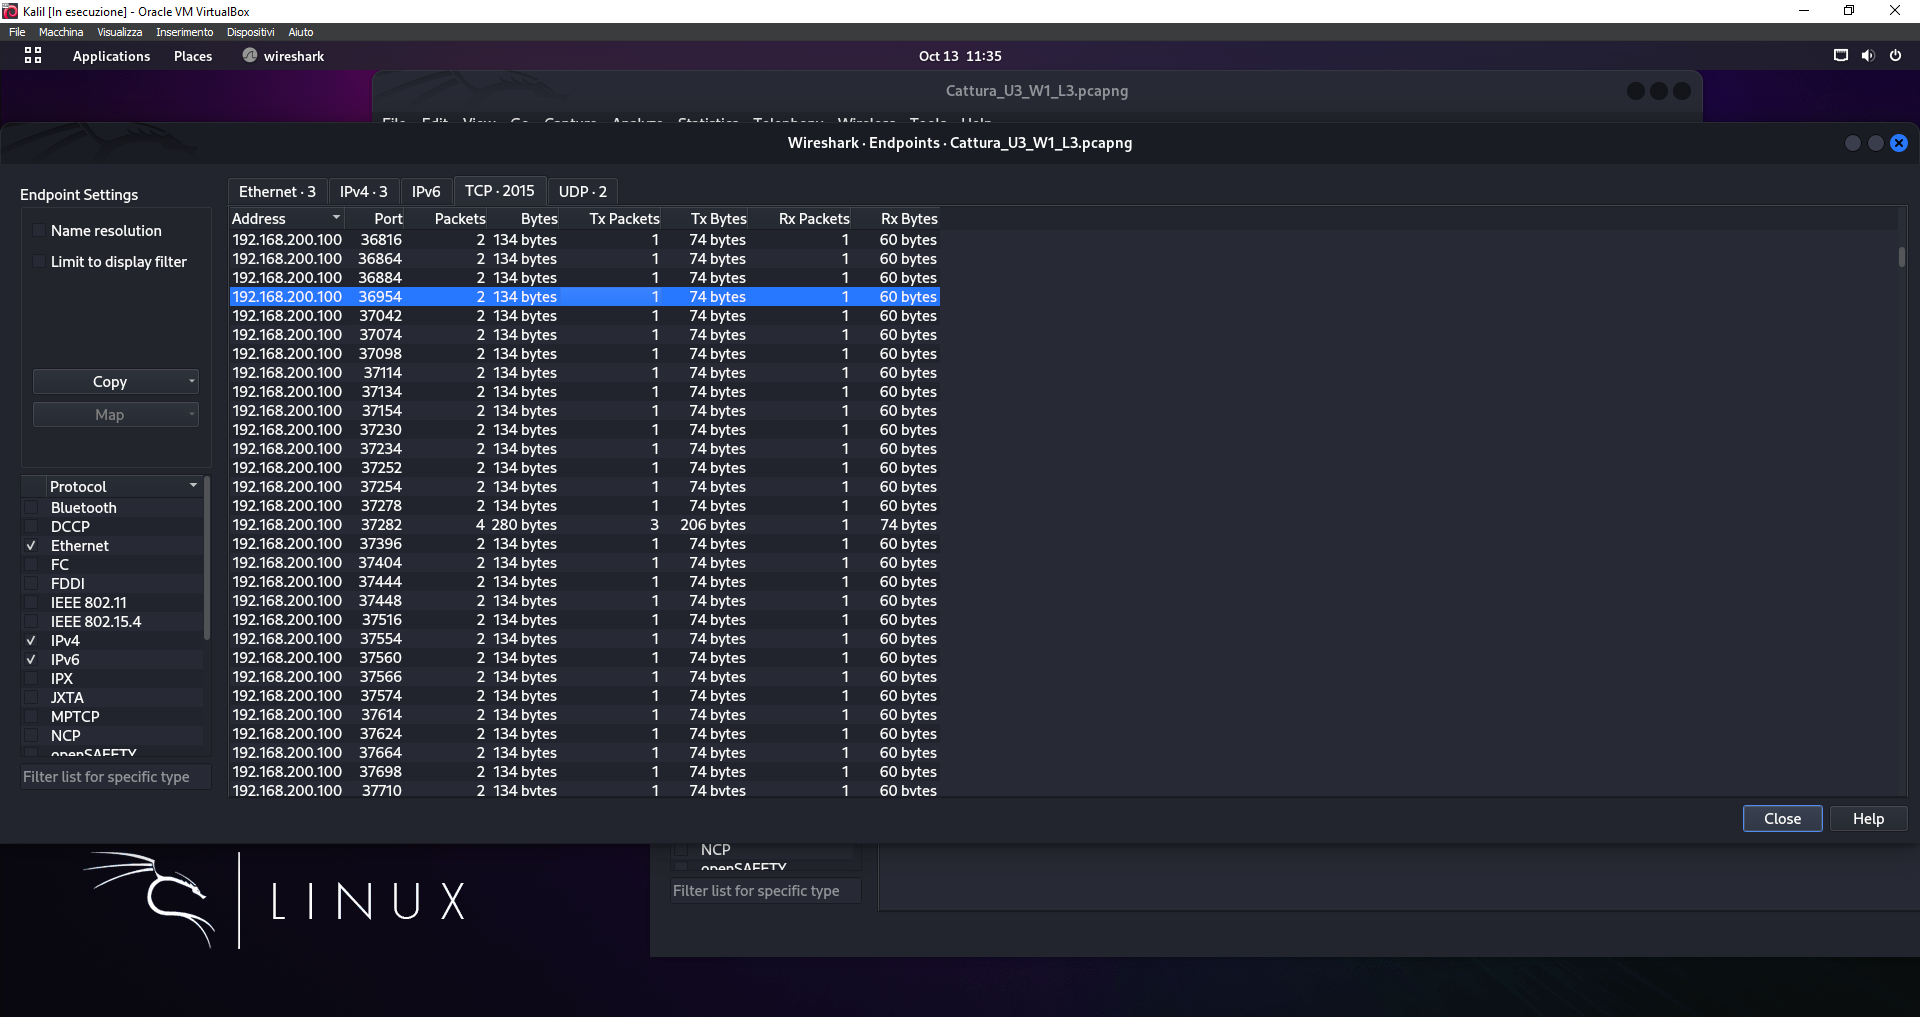 Kalil [In esecuzione] - Oracle VM VirtualBox
File Macchina Visualizza Inserimento Dispositivi Aiuto
Applications Places wireshark Oct 13 11:35
Cattura_U3_W1_L3.pcapng
File Edit View Go Capture Analyze Statistics Telephony Wireless Tools Help
Wireshark · Endpoints · Cattura_U3_W1_L3.pcapng
Endpoint Settings
Name resolution
Limit to display filter
Copy
Map
Protocol
Bluetooth
DCCP
Ethernet
FC
FDDI
IEEE 802.11
IEEE 802.15.4
IPv4
IPv6
IPX
JXTA
MPTCP
NCP
openSAFETY
Filter list for specific type
Ethernet · 3 IPv4 · 3 IPv6 TCP · 2015 UDP · 2
Address Port Packets Bytes Tx Packets Tx Bytes Rx Packets Rx Bytes
192.168.200.100 36816 2 134 bytes 1 74 bytes 1 60 bytes
192.168.200.100 36864 2 134 bytes 1 74 bytes 1 60 bytes
192.168.200.100 36884 2 134 bytes 1 74 bytes 1 60 bytes
192.168.200.100 36954 2 134 bytes 1 74 bytes 1 60 bytes
192.168.200.100 37042 2 134 bytes 1 74 bytes 1 60 bytes
192.168.200.100 37074 2 134 bytes 1 74 bytes 1 60 bytes
192.168.200.100 37098 2 134 bytes 1 74 bytes 1 60 bytes
192.168.200.100 37114 2 134 bytes 1 74 bytes 1 60 bytes
192.168.200.100 37134 2 134 bytes 1 74 bytes 1 60 bytes
192.168.200.100 37154 2 134 bytes 1 74 bytes 1 60 bytes
192.168.200.100 37230 2 134 bytes 1 74 bytes 1 60 bytes
192.168.200.100 37234 2 134 bytes 1 74 bytes 1 60 bytes
192.168.200.100 37252 2 134 bytes 1 74 bytes 1 60 bytes
192.168.200.100 37254 2 134 bytes 1 74 bytes 1 60 bytes
192.168.200.100 37278 2 134 bytes 1 74 bytes 1 60 bytes
192.168.200.100 37282 4 280 bytes 3 206 bytes 1 74 bytes
192.168.200.100 37396 2 134 bytes 1 74 bytes 1 60 bytes
192.168.200.100 37404 2 134 bytes 1 74 bytes 1 60 bytes
192.168.200.100 37444 2 134 bytes 1 74 bytes 1 60 bytes
192.168.200.100 37448 2 134 bytes 1 74 bytes 1 60 bytes
192.168.200.100 37516 2 134 bytes 1 74 bytes 1 60 bytes
192.168.200.100 37554 2 134 bytes 1 74 bytes 1 60 bytes
192.168.200.100 37560 2 134 bytes 1 74 bytes 1 60 bytes
192.168.200.100 37566 2 134 bytes 1 74 bytes 1 60 bytes
192.168.200.100 37574 2 134 bytes 1 74 bytes 1 60 bytes
192.168.200.100 37614 2 134 bytes 1 74 bytes 1 60 bytes
192.168.200.100 37624 2 134 bytes 1 74 bytes 1 60 bytes
192.168.200.100 37664 2 134 bytes 1 74 bytes 1 60 bytes
192.168.200.100 37698 2 134 bytes 1 74 bytes 1 60 bytes
192.168.200.100 37710 2 134 bytes 1 74 bytes 1 60 bytes
Close Help
NCP
openSAFETY
Filter list for specific type
LINUX